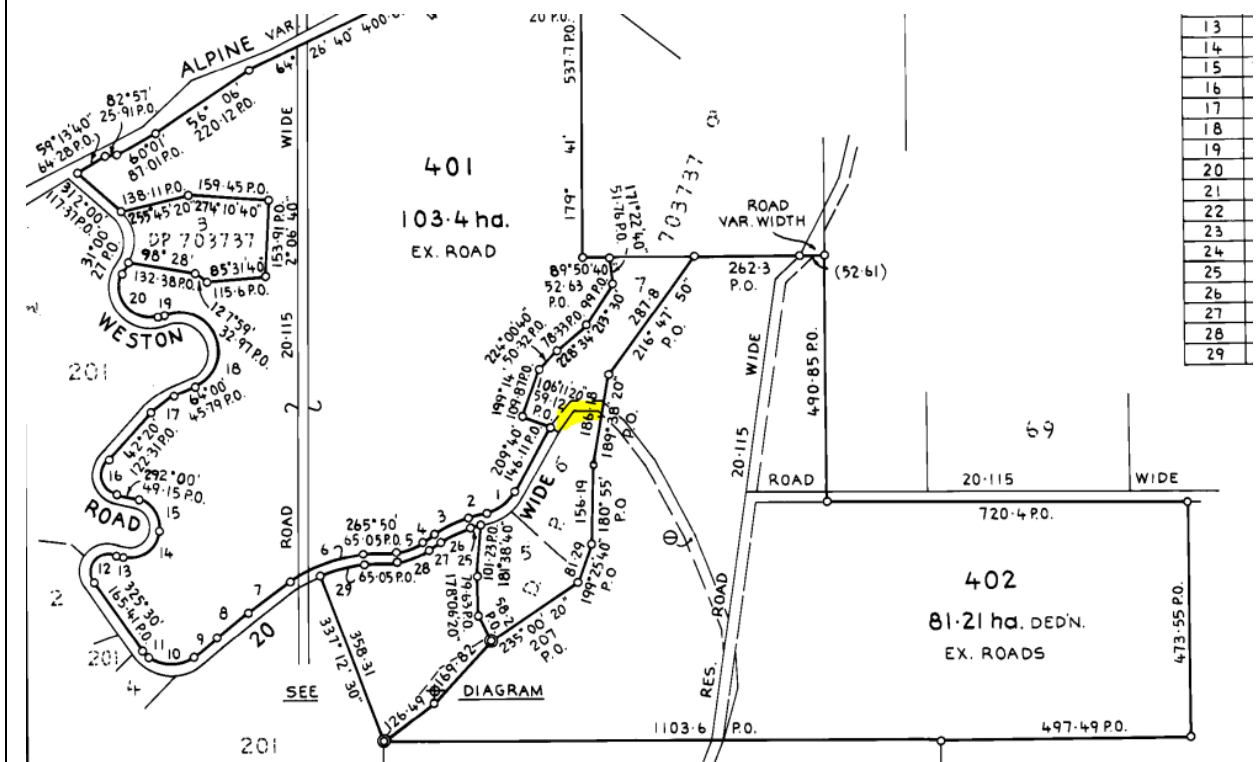 ALPINE VAR.
64° 26' 40" 400·
20 P.O.
537·7 P.O.
179° 41'
82° 57'
25·91 P.O.
59° 13' 40"
64·28 P.O.
60° 01'
87·01 P.O.
56° 06'
220·12 P.O.
WIDE
20·115
ROAD
312° 00'
117·37 P.O.
31° 00'
27 P.O.
138·11 P.O.
255° 45' 20"
159·45 P.O.
274° 10' 40"
3
DP 703737
153·91 P.O.
2° 06' 40"
98° 28'
132·38 P.O.
85° 31' 40"
115·6 P.O.
127° 59'
32·97 P.O.
401
103·4 ha.
EX. ROAD
8
703737
171° 22' 40"
51·76 P.O.
ROAD
VAR. WIDTH
262·3
P.O.
(52·61)
89° 50' 40"
52·63
P.O.
7
99 P.O.
213° 30'
78·33 P.O.
228° 34'
224° 00' 40"
50·32 P.O.
199° 14'
109·87 P.O.
106° 11' 20"
59·12
P.O.
287·8
216° 47' 50"
P.O.
186·18
189° 38' 20"
P.O.
209° 40'
146·11 P.O.
WIDE
6
P.
5
D.
156·19
180° 55'
P.O
81·29
199° 25' 40"
P.O
235° 00' 20"
207
P.O.
20
19
WESTON
18
201
17
64° 00'
45·79 P.O.
42° 20'
122·31 P.O.
16
292° 00'
49·15 P.O.
ROAD
15
14
12
13
325° 30'
165·41 P.O.
2
201
4
11
10
9
8
7
20
6
265° 50'
65·05 P.O.
5
4
3
2
1
29
65·05 P.O.
28
27
26
25
101·23 P.O.
181° 38' 40"
79·63 P.O.
178° 06' 20"
58·2
P.O.
358·31
337° 12' 30"
169·82
126·49
SEE
DIAGRAM
201
WIDE
20·115
ROAD
RES.
490·85 P.O.
69
ROAD
20·115
WIDE
720·4 P.O.
402
81·21 ha. DED'N.
EX. ROADS
473·55 P.O.
1103·6 P.O.
497·49 P.O.
13
14
15
16
17
18
19
20
21
22
23
24
25
26
27
28
29